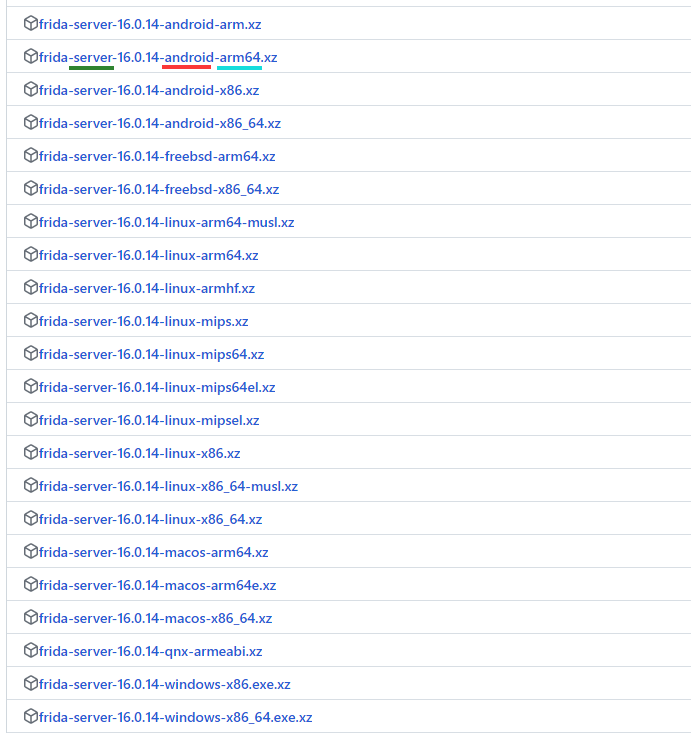 frida-server-16.0.14-android-arm.xz
frida-server-16.0.14-android-arm64.xz
frida-server-16.0.14-android-x86.xz
frida-server-16.0.14-android-x86_64.xz
frida-server-16.0.14-freebsd-arm64.xz
frida-server-16.0.14-freebsd-x86_64.xz
frida-server-16.0.14-linux-arm64-musl.xz
frida-server-16.0.14-linux-arm64.xz
frida-server-16.0.14-linux-armhf.xz
frida-server-16.0.14-linux-mips.xz
frida-server-16.0.14-linux-mips64.xz
frida-server-16.0.14-linux-mips64el.xz
frida-server-16.0.14-linux-mipsel.xz
frida-server-16.0.14-linux-x86.xz
frida-server-16.0.14-linux-x86_64-musl.xz
frida-server-16.0.14-linux-x86_64.xz
frida-server-16.0.14-macos-arm64.xz
frida-server-16.0.14-macos-arm64e.xz
frida-server-16.0.14-macos-x86_64.xz
frida-server-16.0.14-qnx-armeabi.xz
frida-server-16.0.14-windows-x86.exe.xz
frida-server-16.0.14-windows-x86_64.exe.xz